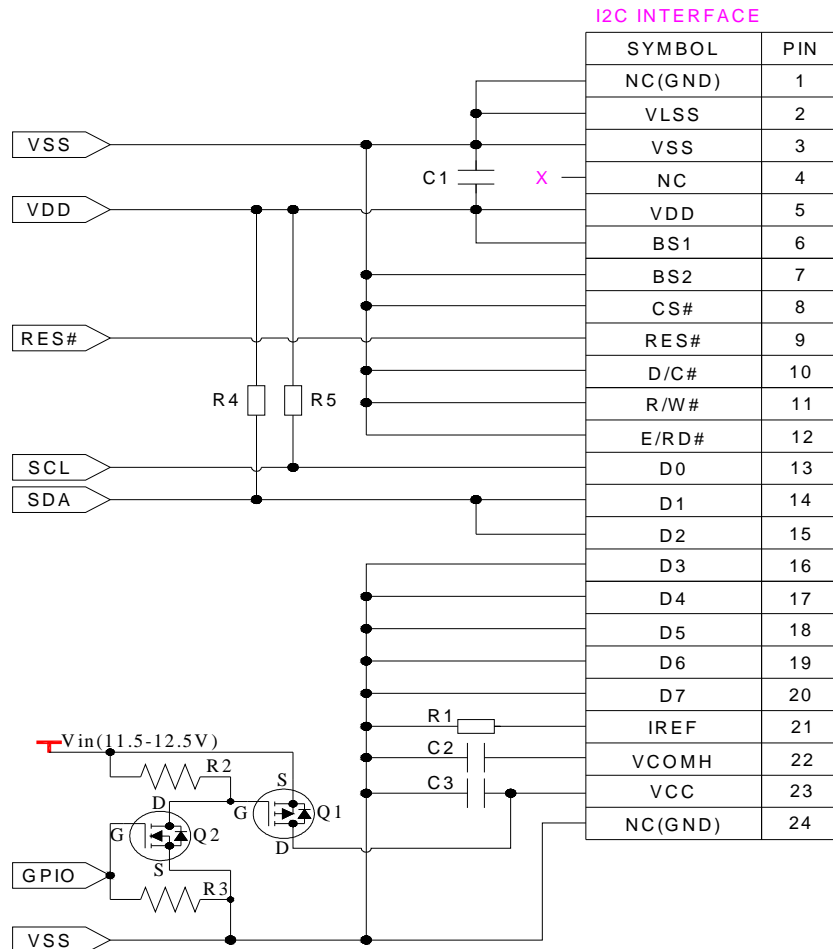 I2C INTERFACE
SYMBOL PIN
NC(GND) 1
VLSS 2
VSS VSS 3
C1 X NC 4
VDD VDD 5
BS1 6
BS2 7
CS# 8
RES# RES# 9
D/C# 10
R4 R5 R/W# 11
E/RD# 12
SCL D0 13
SDA D1 14
D2 15
D3 16
D4 17
D5 18
D6 19
D7 20
R1 IREF 21
Vin(11.5-12.5V) C2 VCOMH 22
R2 S C3 VCC 23
D G Q1 NC(GND) 24
G Q2 D
S
GPIO R3
VSS